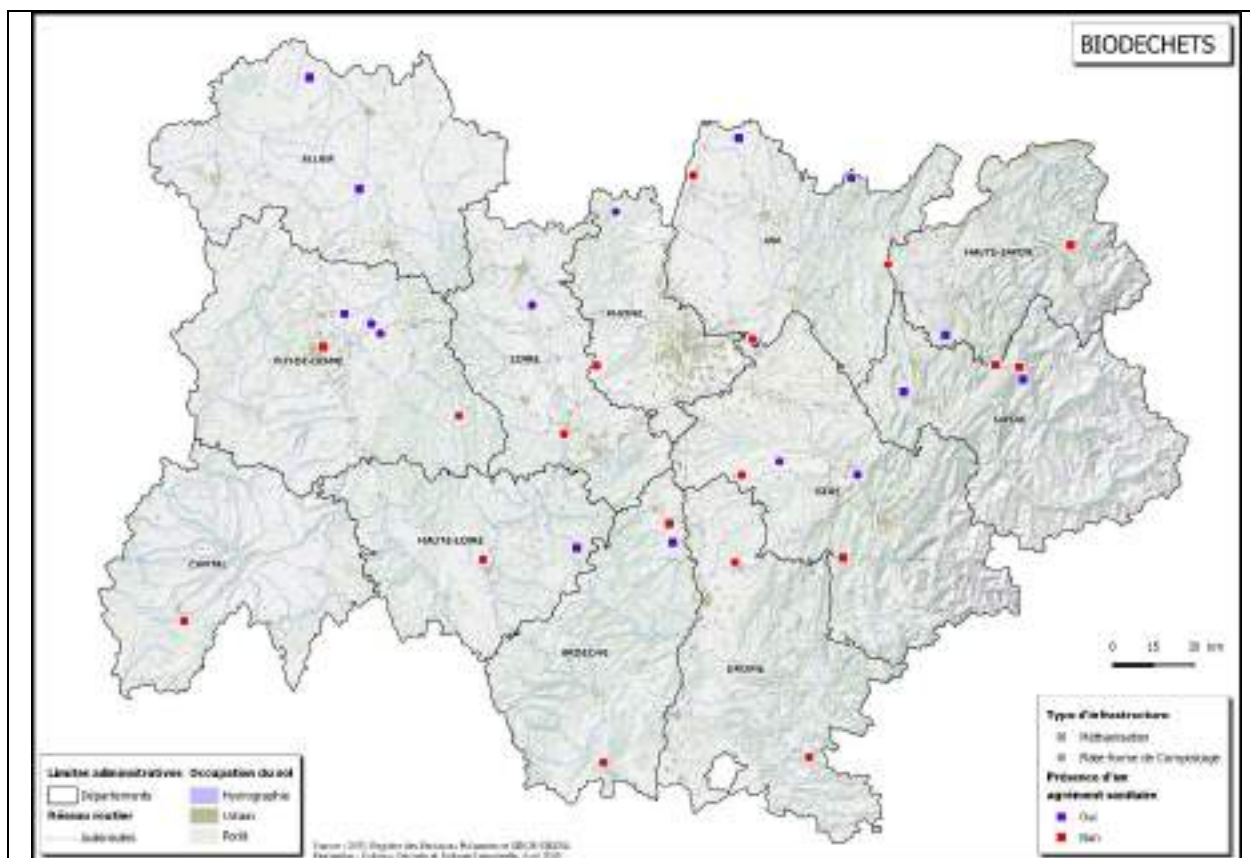 BIODECHETS
ALLIER
AIN
HAUTE-SAVOIE
RHONE
PUY-DE-DOME
LOIRE
SAVOIE
ISERE
HAUTE-LOIRE
CANTAL
ARDECHE
DROME
0 15 30 km
Type d'infrastructure
Méthanisation
Plate-forme de Compostage
Présence d'un
agrément sanitaire
Oui
Non
Limites administratives
Départements
Réseau routier
Autoroutes
Occupation du sol
Hydrographie
Urbain
Forêt